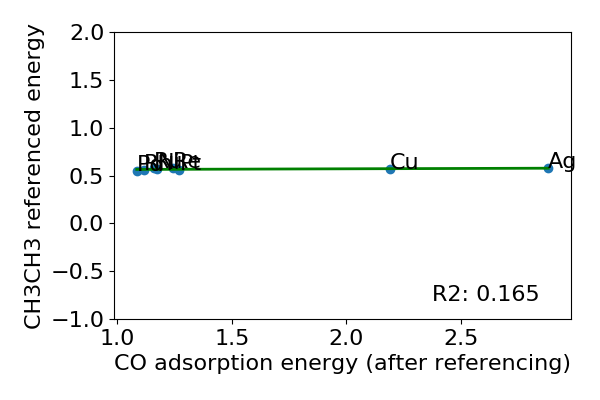 CH3CH3 referenced energy
2.0
1.5
1.0
0.5
0.0
−0.5
−1.0
Cu
Ag
R2: 0.165
1.0 1.5 2.0 2.5
CO adsorption energy (after referencing)